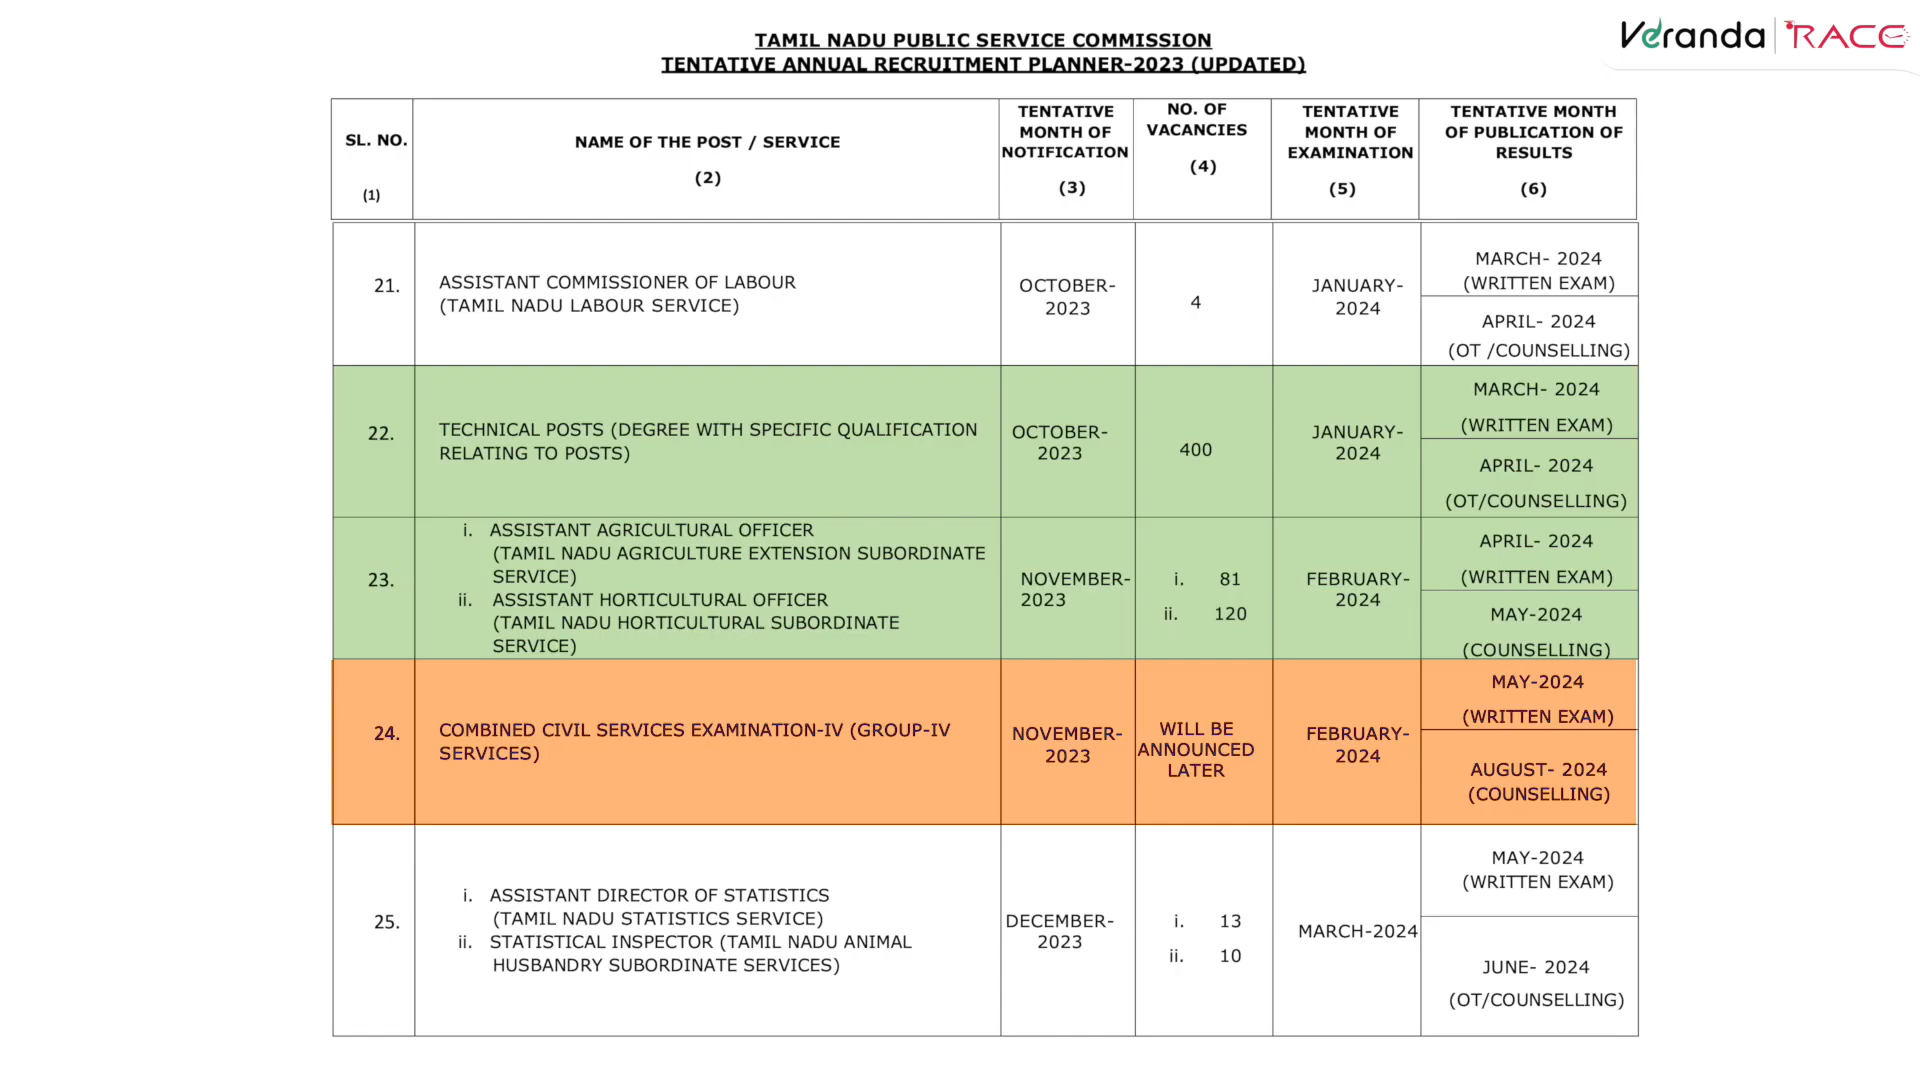 TAMIL NADU PUBLIC SERVICE COMMISSION
TENTATIVE ANNUAL RECRUITMENT PLANNER-2023 (UPDATED)
Veranda RACE
SL. NO.
(1)
NAME OF THE POST / SERVICE
(2)
TENTATIVE
MONTH OF
NOTIFICATION
(3)
NO. OF
VACANCIES
(4)
TENTATIVE
MONTH OF
EXAMINATION
(5)
TENTATIVE MONTH
OF PUBLICATION OF
RESULTS
(6)
21.
ASSISTANT COMMISSIONER OF LABOUR
(TAMIL NADU LABOUR SERVICE)
OCTOBER-
2023
4
JANUARY-
2024
MARCH- 2024
(WRITTEN EXAM)
APRIL- 2024
(OT /COUNSELLING)
22.
TECHNICAL POSTS (DEGREE WITH SPECIFIC QUALIFICATION
RELATING TO POSTS)
OCTOBER-
2023
400
JANUARY-
2024
MARCH- 2024
(WRITTEN EXAM)
APRIL- 2024
(OT/COUNSELLING)
23.
i. ASSISTANT AGRICULTURAL OFFICER
(TAMIL NADU AGRICULTURE EXTENSION SUBORDINATE
SERVICE)
ii. ASSISTANT HORTICULTURAL OFFICER
(TAMIL NADU HORTICULTURAL SUBORDINATE
SERVICE)
NOVEMBER-
2023
i. 81
ii. 120
FEBRUARY-
2024
APRIL- 2024
(WRITTEN EXAM)
MAY-2024
(COUNSELLING)
24.
COMBINED CIVIL SERVICES EXAMINATION-IV (GROUP-IV
SERVICES)
NOVEMBER-
2023
WILL BE
ANNOUNCED
LATER
FEBRUARY-
2024
MAY-2024
(WRITTEN EXAM)
AUGUST- 2024
(COUNSELLING)
25.
i. ASSISTANT DIRECTOR OF STATISTICS
(TAMIL NADU STATISTICS SERVICE)
ii. STATISTICAL INSPECTOR (TAMIL NADU ANIMAL
HUSBANDRY SUBORDINATE SERVICES)
DECEMBER-
2023
i. 13
ii. 10
MARCH-2024
MAY-2024
(WRITTEN EXAM)
JUNE- 2024
(OT/COUNSELLING)